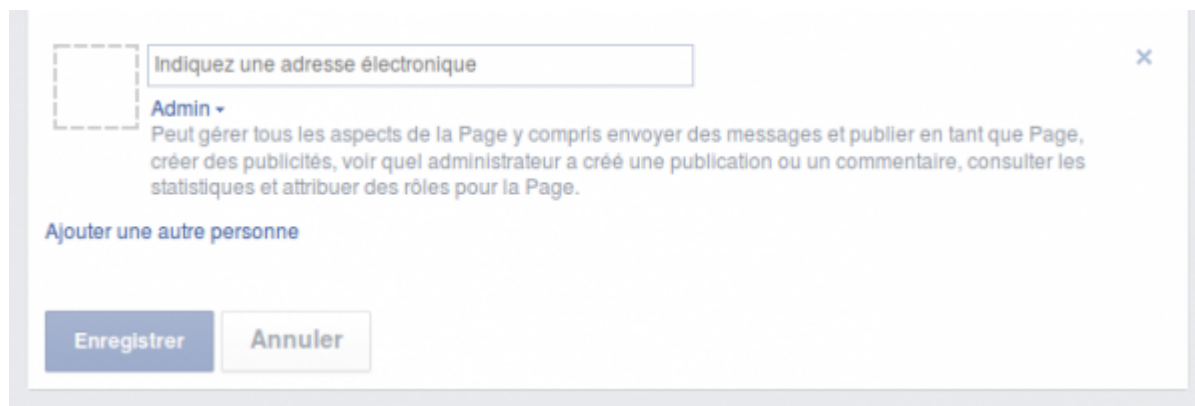 Indiquez une adresse électronique
Admin
Peut gérer tous les aspects de la Page y compris envoyer des messages et publier en tant que Page,
créer des publicités, voir quel administrateur a créé une publication ou un commentaire, consulter les
statistiques et attribuer des rôles pour la Page.
Ajouter une autre personne
Enregistrer
Annuler